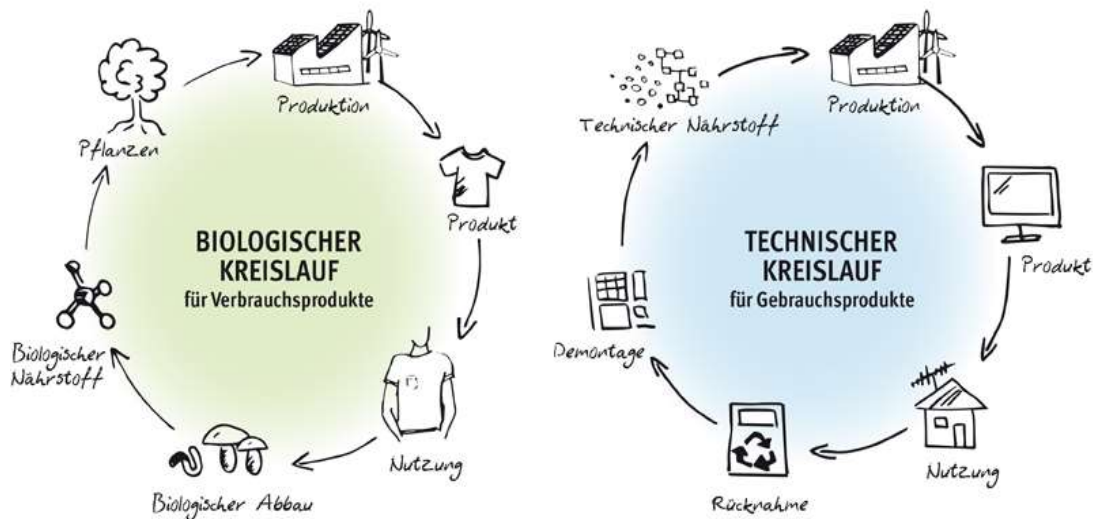 Produktion
Pflanzen
Produkt
BIOLOGISCHER
KREISLAUF
für Verbrauchsprodukte
Biologischer
Nährstoff
Nutzung
Biologischer Abbau
Produktion
Technischer Nährstoff
TECHNISCHER
KREISLAUF
für Gebrauchsprodukte
Produkt
Demontage
Nutzung
Rücknahme